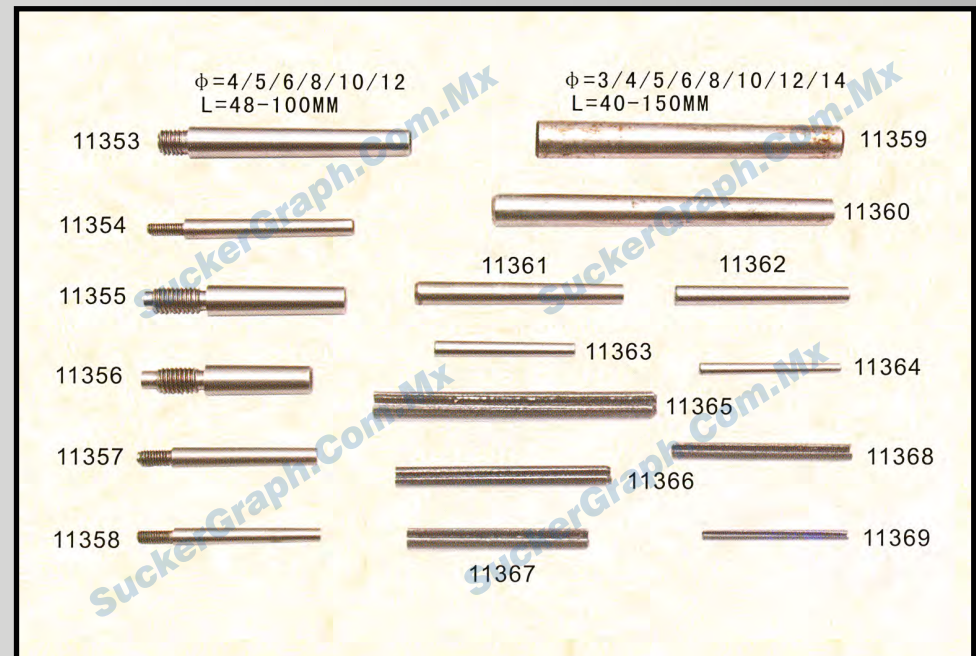 φ=4/5/6/8/10/12
L=48-100MM
φ=3/4/5/6/8/10/12/14
L=40-150MM
11353
11359
11354
11360
11361
11362
11355
11363
11364
11356
11365
11357
11368
11366
11358
11369
11367
SuckerGraph.Com.Mx
SuckerGraph.Com.Mx
SuckerGraph.Com.Mx
SuckerGraph.Com.Mx